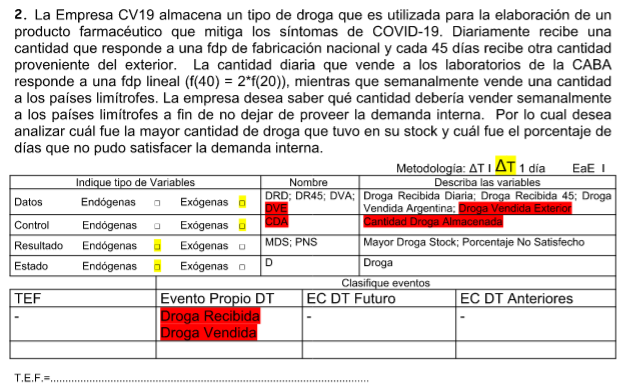 2. La Empresa CV19 almacena un tipo de droga que es utilizada para la elaboración de un
producto farmacéutico que mitiga los síntomas de COVID-19. Diariamente recibe una
cantidad que responde a una fdp de fabricación nacional y cada 45 días recibe otra cantidad
proveniente del exterior. La cantidad diaria que vende a los laboratorios de la CABA
responde a una fdp lineal (f(40) = 2*f(20)), mientras que semanalmente vende una cantidad
a los países limítrofes. La empresa desea saber qué cantidad debería vender semanalmente
a los países limítrofes a fin de no dejar de proveer la demanda interna. Por lo cual desea
analizar cuál fue la mayor cantidad de droga que tuvo en su stock y cuál fue el porcentaje de
días que no pudo satisfacer la demanda interna.
Metodología: ΔT I ΔT 1 día EaE I
Indique tipo de Variables Nombre Describa las variables
Datos Endógenas □ Exógenas □ DRD; DR45; DVA; Droga Recibida Diaria; Droga Recibida 45; Droga
DVE Vendida Argentina; Droga Vendida Exterior
Control Endógenas □ Exógenas □ CDA Cantidad Droga Almacenada
Resultado Endógenas □ Exógenas □ MDS; PNS Mayor Droga Stock; Porcentaje No Satisfecho
Estado Endógenas □ Exógenas □ D Droga
Clasifique eventos
TEF Evento Propio DT EC DT Futuro EC DT Anteriores
- Droga Recibida - -
Droga Vendida
T.E.F.=....................................................................................................